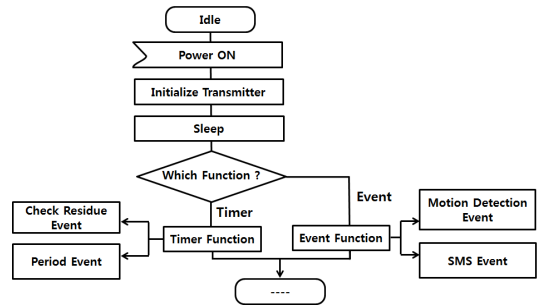 Idle
Power ON
Initialize Transmitter
Sleep
Which Function ?
Timer
Event
Check Residue
Event
Period Event
Timer Function
Event Function
Motion Detection
Event
SMS Event
----